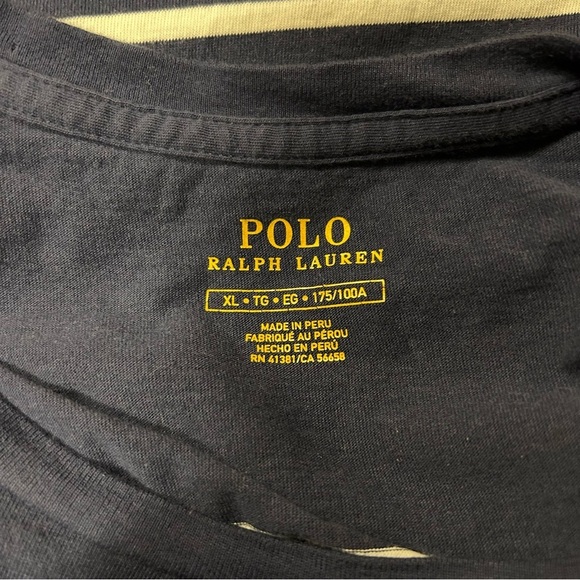 POLO
RALPH LAUREN
XL • TG • EG • 175/100A
MADE IN PERU
FABRIQUÉ AU PÉROU
HECHO EN PERÚ
RN 41381/CA 56658